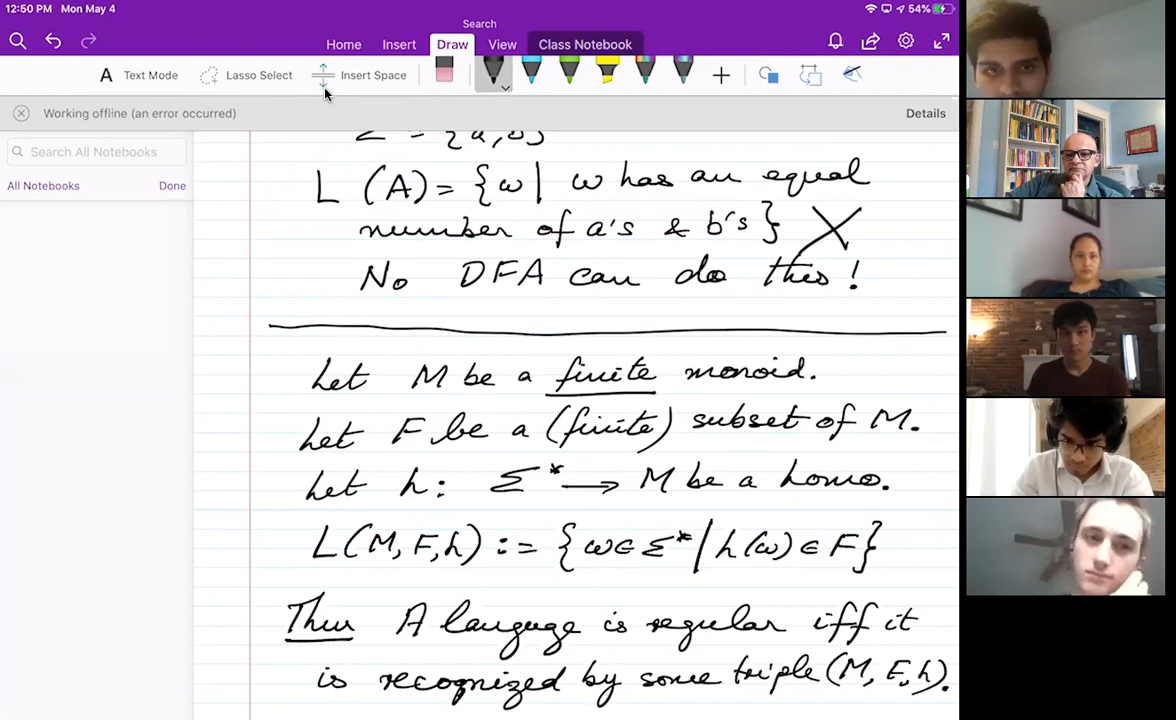 12:50 PM Mon May 4
54%
Search
Home Insert Draw View Class Notebook
A Text Mode Lasso Select Insert Space
Working offline (an error occurred) Details
Search All Notebooks
All Notebooks Done
Σ = {a,b}
L (A) = {ω| ω has an equal
number of a's & b's} X
No DFA can do this!
Let M be a finite monoid.
Let F be a (finite) subset of M.
Let h: Σ* → M be a homo.
L(M, F, h) := {ω ∈ Σ* | h(ω) ∈ F}
Thm A language is regular iff it
is recognized by some triple (M, F, h).